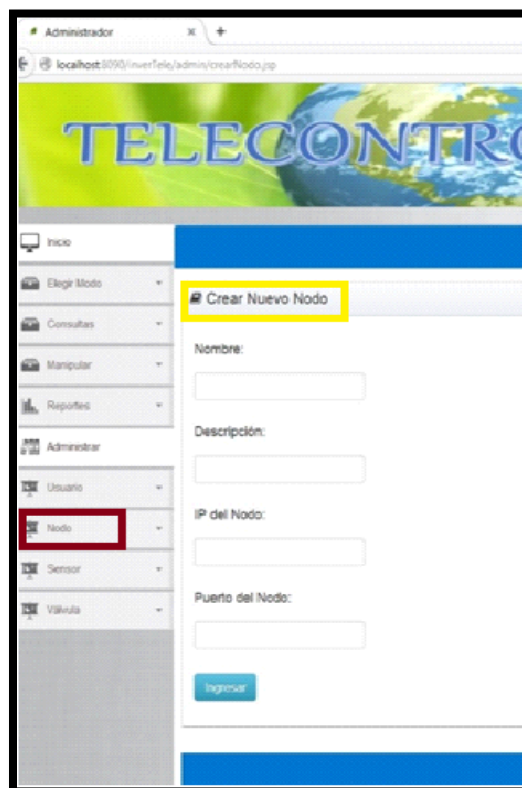 Administrador
localhost:8090/inverTele/admin/crearNodo.jsp
TELECONTRO
Inicio
Elegir Modo
Consultas
Manipular
Reportes
Administrar
Usuario
Nodo
Sensor
Válvula
Crear Nuevo Nodo
Nombre:
Descripción:
IP del Nodo:
Puerto del Nodo:
Ingresar